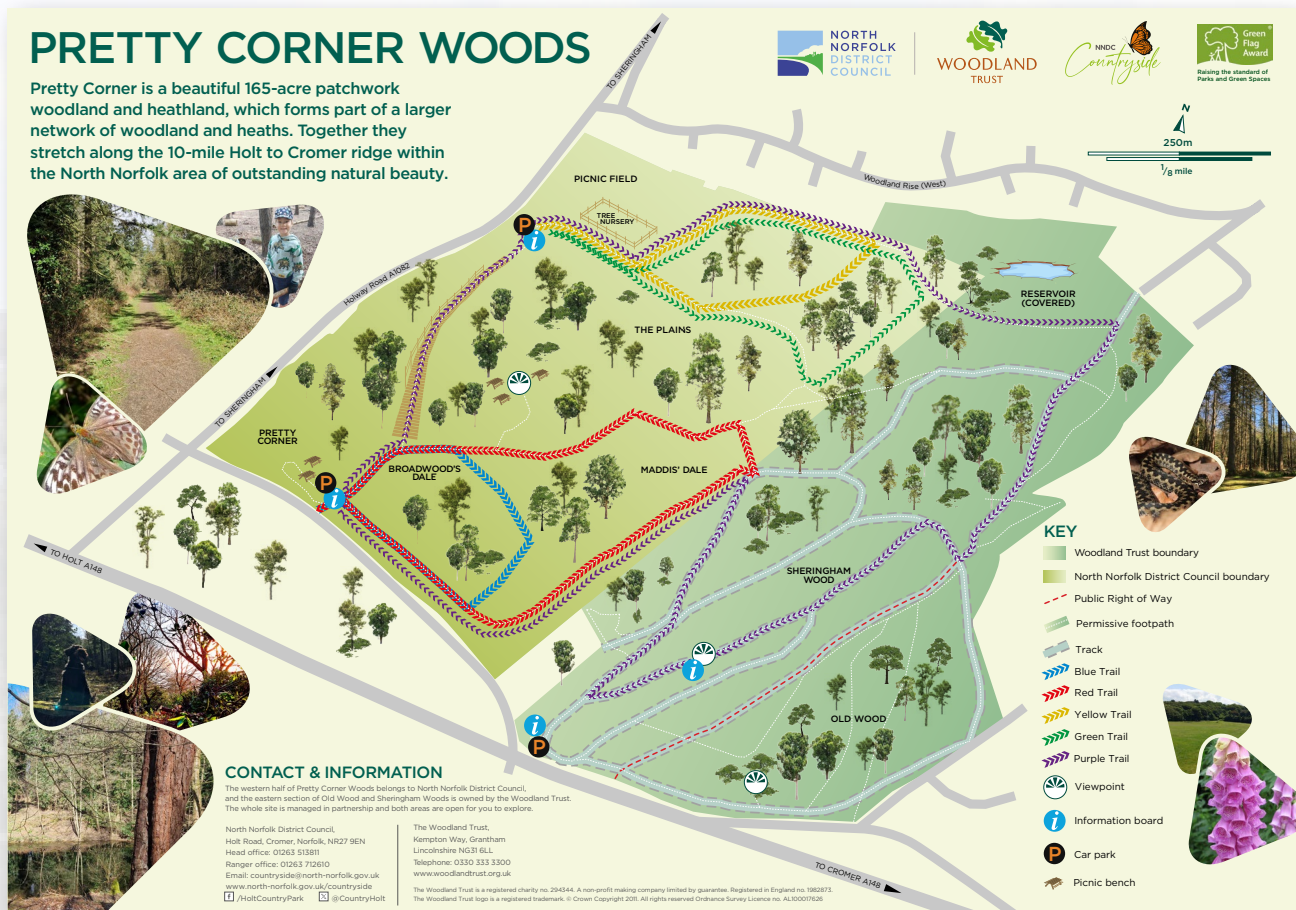 PRETTY CORNER WOODS
Pretty Corner is a beautiful 165-acre patchwork
woodland and heathland, which forms part of a larger
network of woodland and heaths. Together they
stretch along the 10-mile Holt to Cromer ridge within
the North Norfolk area of outstanding natural beauty.
TO SHERINGHAM
NORTH
NORFOLK
DISTRICT
COUNCIL
WOODLAND
TRUST
NNDC
Countryside
Green
Flag
Award
Raising the standard of
Parks and Green Spaces
N
250m
1/8 mile
Woodland Rise (West)
PICNIC FIELD
TREE
NURSERY
P
i
Holway Road A1082
RESERVOIR
(COVERED)
THE PLAINS
TO SHERINGHAM
PRETTY
CORNER
BROADWOOD'S
DALE
MADDIS' DALE
P
i
TO HOLT A148
SHERINGHAM
WOOD
i
OLD WOOD
i
P
TO CROMER A148
KEY
Woodland Trust boundary
North Norfolk District Council boundary
Public Right of Way
Permissive footpath
Track
Blue Trail
Red Trail
Yellow Trail
Green Trail
Purple Trail
Viewpoint
i Information board
P Car park
Picnic bench
CONTACT & INFORMATION
The western half of Pretty Corner Woods belongs to North Norfolk District Council,
and the eastern section of Old Wood and Sheringham Woods is owned by the Woodland Trust.
The whole site is managed in partnership and both areas are open for you to explore.
North Norfolk District Council,
Holt Road, Cromer, Norfolk, NR27 9EN
Head office: 01263 513811
Ranger office: 01263 712610
Email: countryside@north-norfolk.gov.uk
www.north-norfolk.gov.uk/countryside
/HoltCountryPark @CountryHolt
The Woodland Trust,
Kempton Way, Grantham
Lincolnshire NG31 6LL
Telephone: 0330 333 3300
www.woodlandtrust.org.uk
The Woodland Trust is a registered charity no. 294344. A non-profit making company limited by guarantee. Registered in England no. 1982873.
The Woodland Trust logo is a registered trademark. © Crown Copyright 2011. All rights reserved Ordnance Survey Licence no. AL100017626